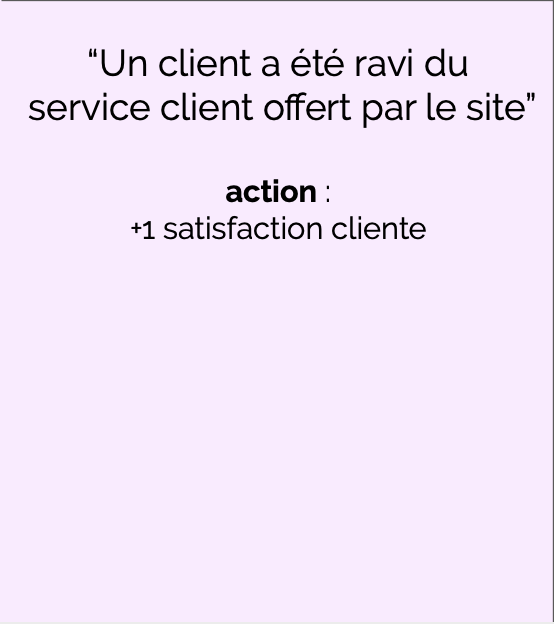 “Un client a été ravi du
service client offert par le site”
action :
+1 satisfaction cliente